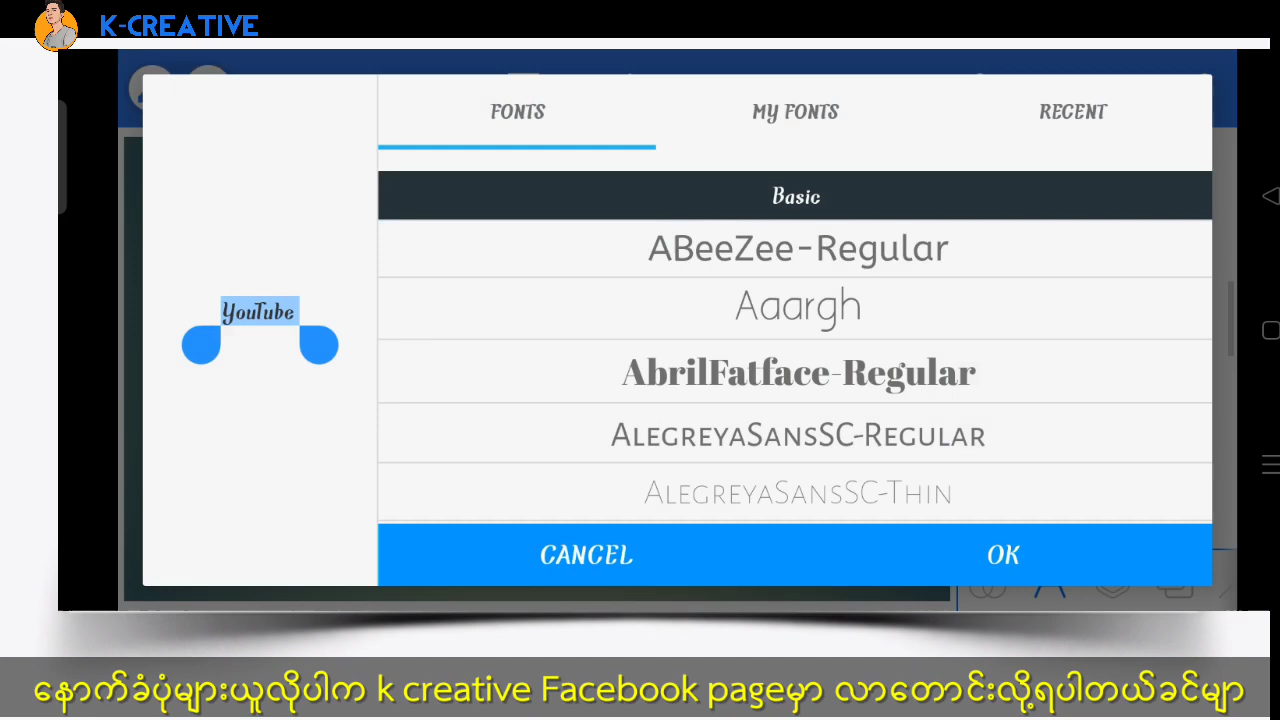 K-CREATIVE
FONTS
MY FONTS
RECENT
Basic
YouTube
ABeeZee-Regular
Aaargh
AbrilFatface-Regular
AlegreyaSansSC-Regular
AlegreyaSansSC-Thin
CANCEL
OK
နောက်ခံပုံများယူလိုပါက k creative Facebook pageမှာ လာတောင်းလို့ရပါတယ်ခင်မျာ